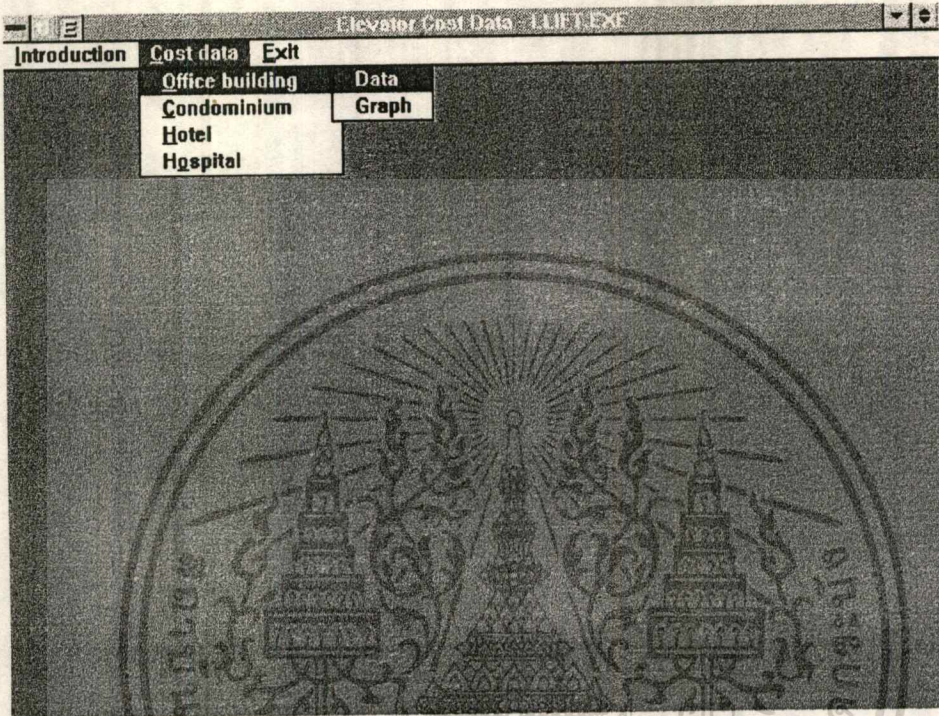 Elevator Cost Data - LLIFT.EXE
Introduction Cost data Exit
Office building Data
Condominium Graph
Hotel
Hospital